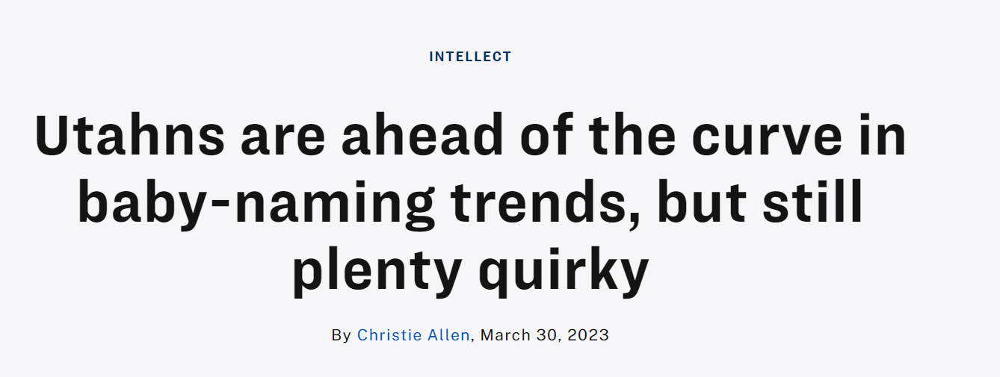 INTELLECT
Utahns are ahead of the curve in
baby-naming trends, but still
plenty quirky
By Christie Allen, March 30, 2023